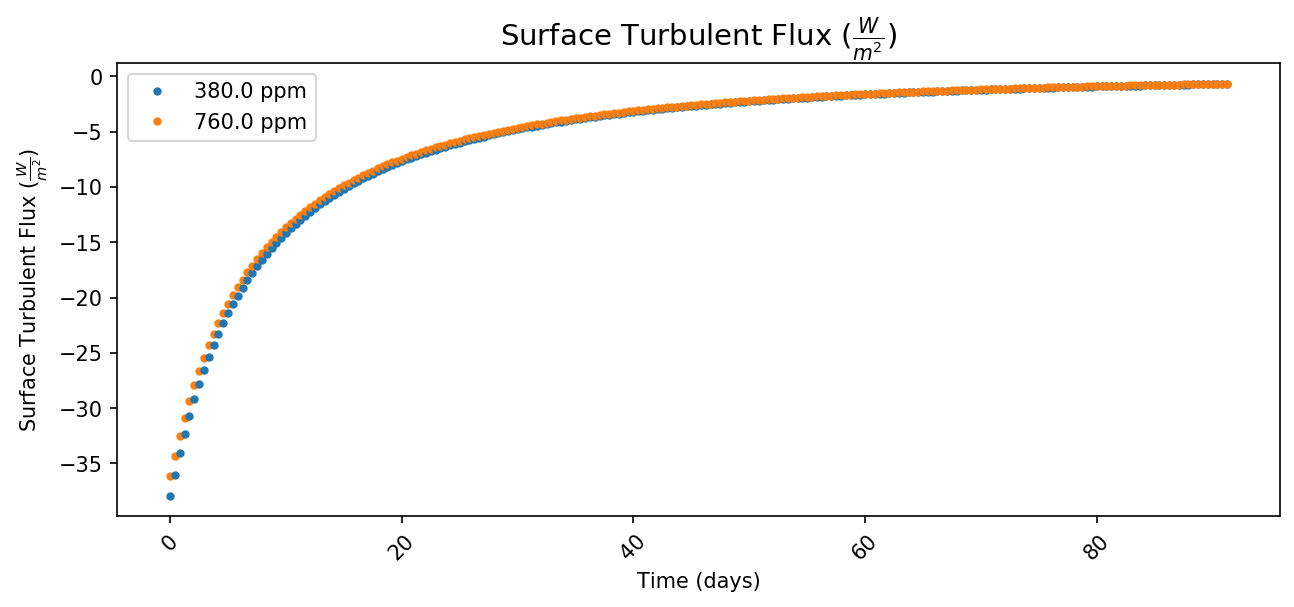 Surface Turbulent Flux (W/m²)
Surface Turbulent Flux (W/m²)
0
−5
−10
−15
−20
−25
−30
−35
380.0 ppm
760.0 ppm
0
20
40
60
80
Time (days)